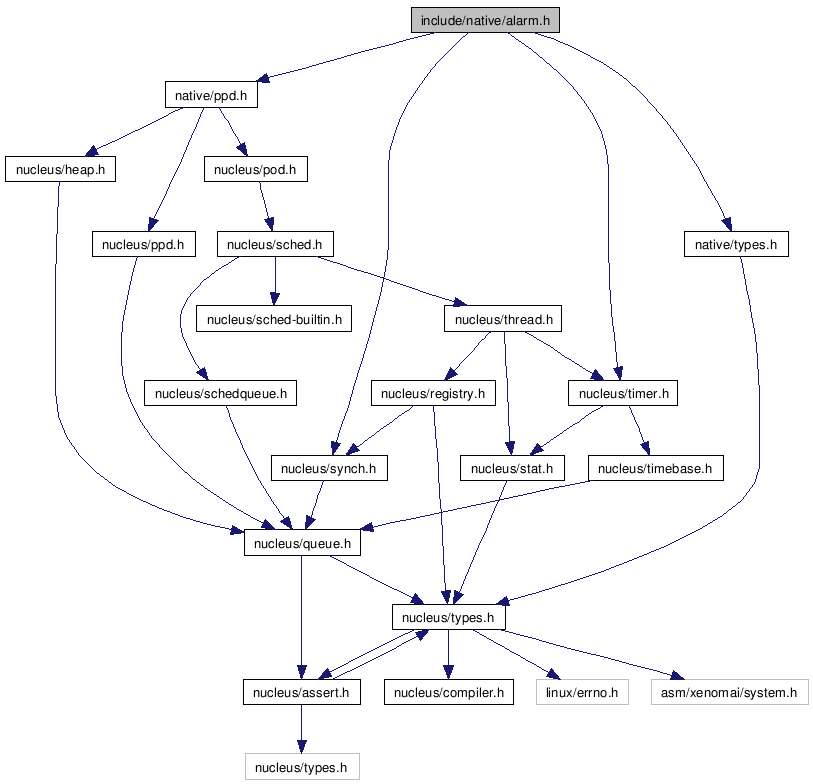 include/native/alarm.h
native/ppd.h
nucleus/heap.h
nucleus/pod.h
nucleus/ppd.h
nucleus/sched.h
native/types.h
nucleus/sched-builtin.h
nucleus/thread.h
nucleus/schedqueue.h
nucleus/registry.h
nucleus/timer.h
nucleus/synch.h
nucleus/stat.h
nucleus/timebase.h
nucleus/queue.h
nucleus/types.h
nucleus/assert.h
nucleus/compiler.h
linux/errno.h
asm/xenomai/system.h
nucleus/types.h